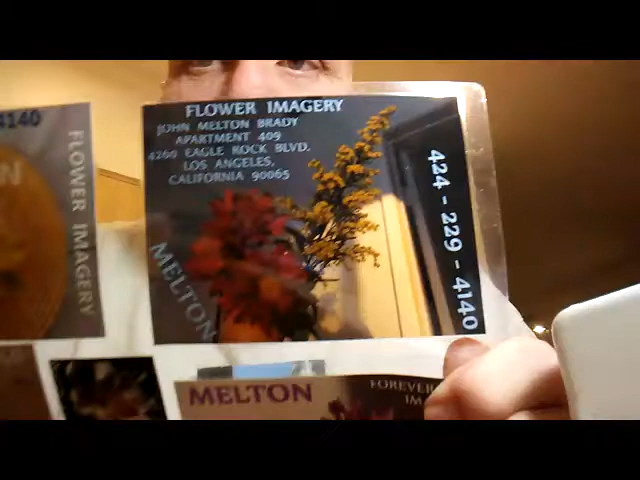 4140
N
FLOWER IMAGERY
FLOWER IMAGERY
JOHN MELTON BRADY
APARTMENT 409
4260 EAGLE ROCK BLVD.
LOS ANGELES,
CALIFORNIA 90065
MELTON
424-229-4140
MELTON
FOREVER